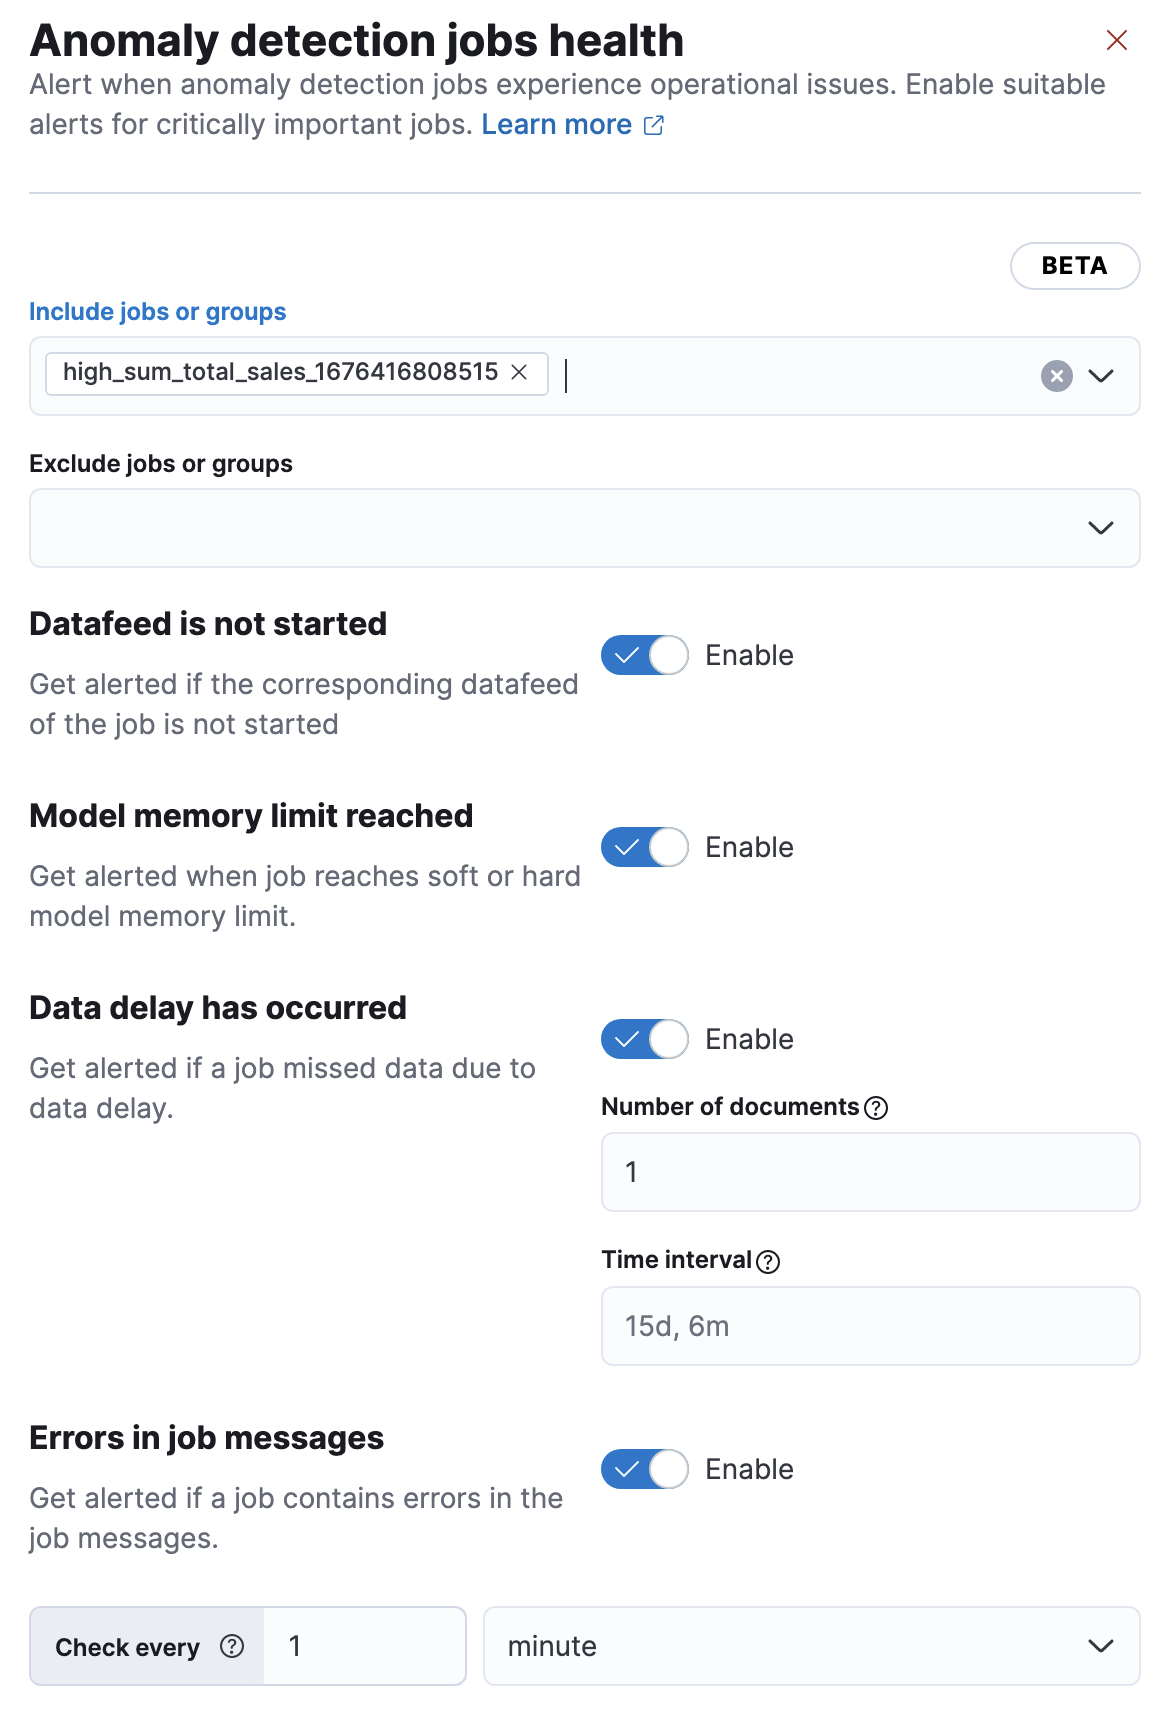 Anomaly detection jobs health
Alert when anomaly detection jobs experience operational issues. Enable suitable
alerts for critically important jobs. Learn more
BETA
Include jobs or groups
high_sum_total_sales_1676416808515
Exclude jobs or groups
Datafeed is not started
Enable
Get alerted if the corresponding datafeed
of the job is not started
Model memory limit reached
Enable
Get alerted when job reaches soft or hard
model memory limit.
Data delay has occurred
Enable
Get alerted if a job missed data due to
data delay.
Number of documents
1
Time interval
15d, 6m
Errors in job messages
Enable
Get alerted if a job contains errors in the
job messages.
Check every 1 minute